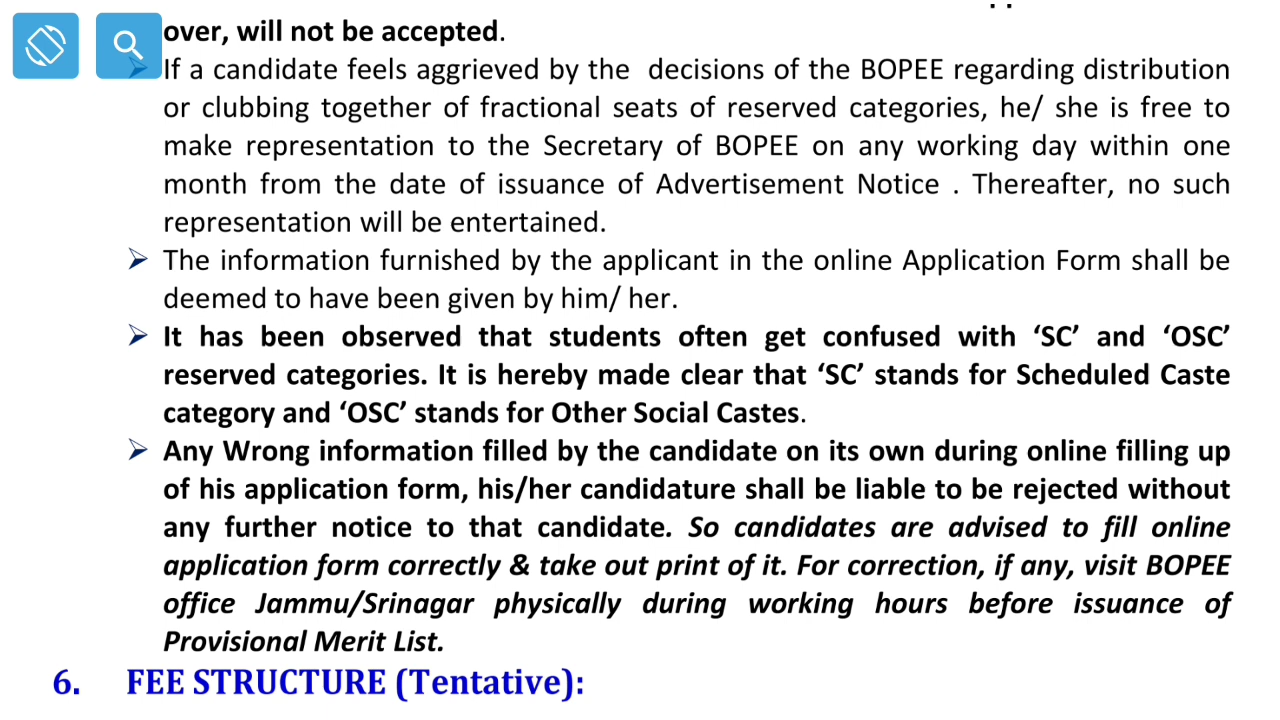 over, will not be accepted.
➢ If a candidate feels aggrieved by the decisions of the BOPEE regarding distribution
or clubbing together of fractional seats of reserved categories, he/ she is free to
make representation to the Secretary of BOPEE on any working day within one
month from the date of issuance of Advertisement Notice . Thereafter, no such
representation will be entertained.
➢ The information furnished by the applicant in the online Application Form shall be
deemed to have been given by him/ her.
➢ It has been observed that students often get confused with ‘SC’ and ‘OSC’
reserved categories. It is hereby made clear that ‘SC’ stands for Scheduled Caste
category and ‘OSC’ stands for Other Social Castes.
➢ Any Wrong information filled by the candidate on its own during online filling up
of his application form, his/her candidature shall be liable to be rejected without
any further notice to that candidate. So candidates are advised to fill online
application form correctly & take out print of it. For correction, if any, visit BOPEE
office Jammu/Srinagar physically during working hours before issuance of
Provisional Merit List.
6. FEE STRUCTURE (Tentative):